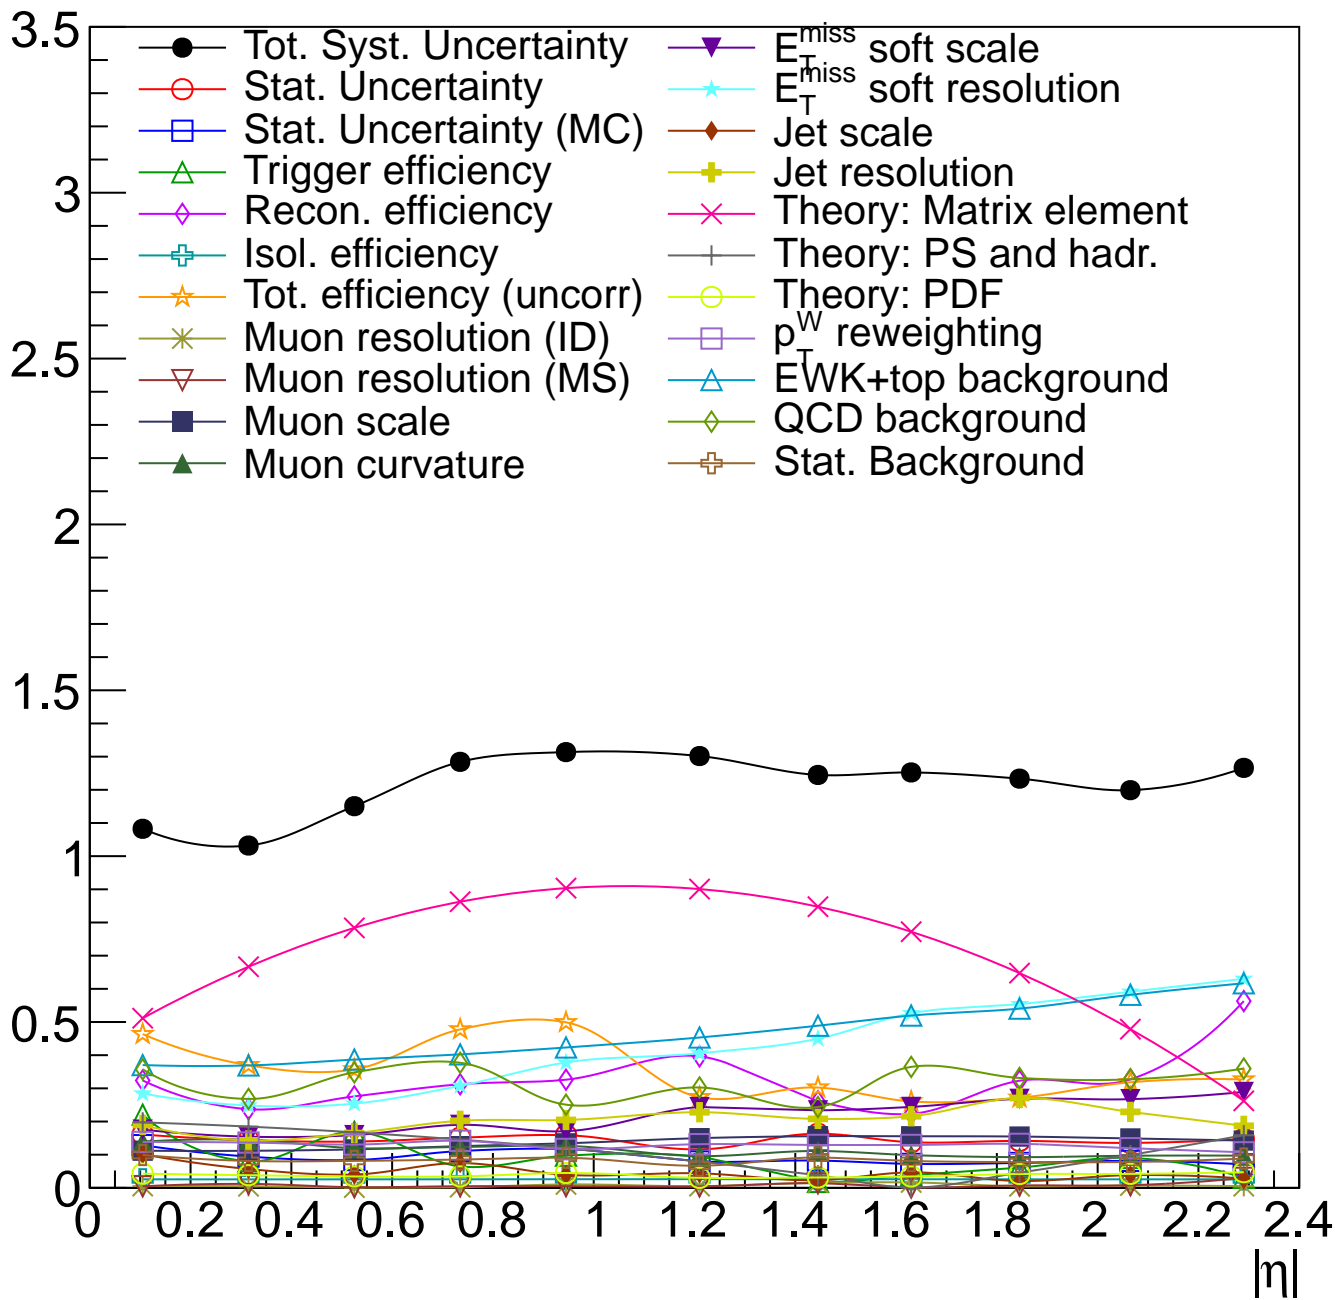 3.5
3
2.5
2
1.5
1
0.5
0
Tot. Syst. Uncertainty
Stat. Uncertainty
Stat. Uncertainty (MC)
Trigger efficiency
Recon. efficiency
Isol. efficiency
Tot. efficiency (uncorr)
Muon resolution (ID)
Muon resolution (MS)
Muon scale
Muon curvature
E_T^miss soft scale
E_T^miss soft resolution
Jet scale
Jet resolution
Theory: Matrix element
Theory: PS and hadr.
Theory: PDF
p_T^W reweighting
EWK+top background
QCD background
Stat. Background
0 0.2 0.4 0.6 0.8 1 1.2 1.4 1.6 1.8 2 2.2 2.4
|η|